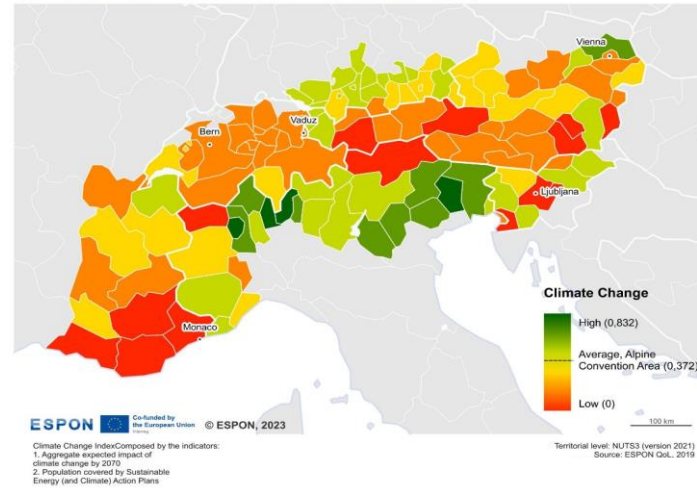 Vienna
Vaduz
Bern
Ljubljana
Monaco
Climate Change
High (0,832)
Average, Alpine
Convention Area (0,372)
Low (0)
100 km
ESPON
Co-funded by
the European Union
Interreg
© ESPON, 2023
Climate Change IndexComposed by the indicators:
1. Aggregate expected impact of
climate change by 2070
2. Population covered by Sustainable
Energy (and Climate) Action Plans
Territorial level: NUTS3 (version 2021)
Source: ESPON QoL, 2019